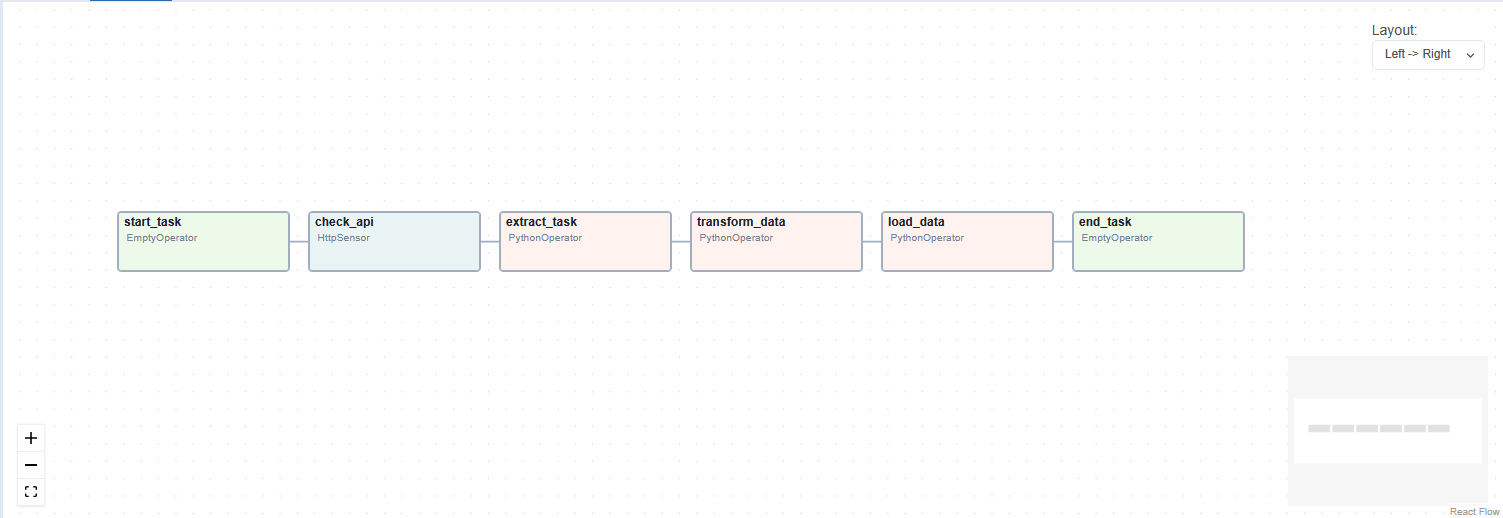 Layout:
Left -> Right
start_task
EmptyOperator
check_api
HttpSensor
extract_task
PythonOperator
transform_data
PythonOperator
load_data
PythonOperator
end_task
EmptyOperator
React Flow